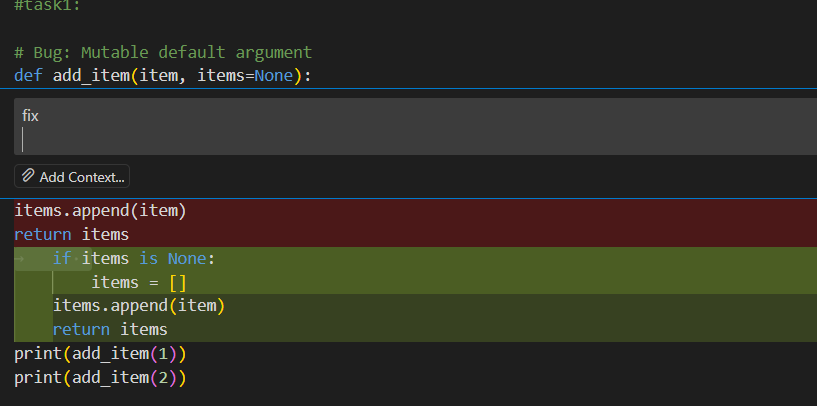 #task1:
# Bug: Mutable default argument
def add_item(item, items=None):
fix
Add Context...
items.append(item)
return items
if items is None:
items = []
items.append(item)
return items
print(add_item(1))
print(add_item(2))